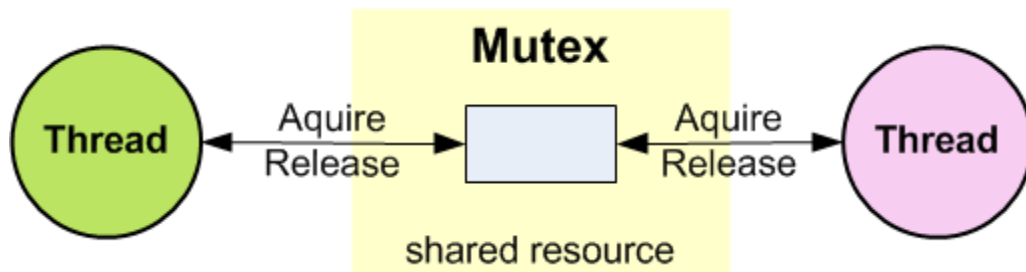 Mutex
Thread
Aquire
Release
Aquire
Release
Thread
shared resource